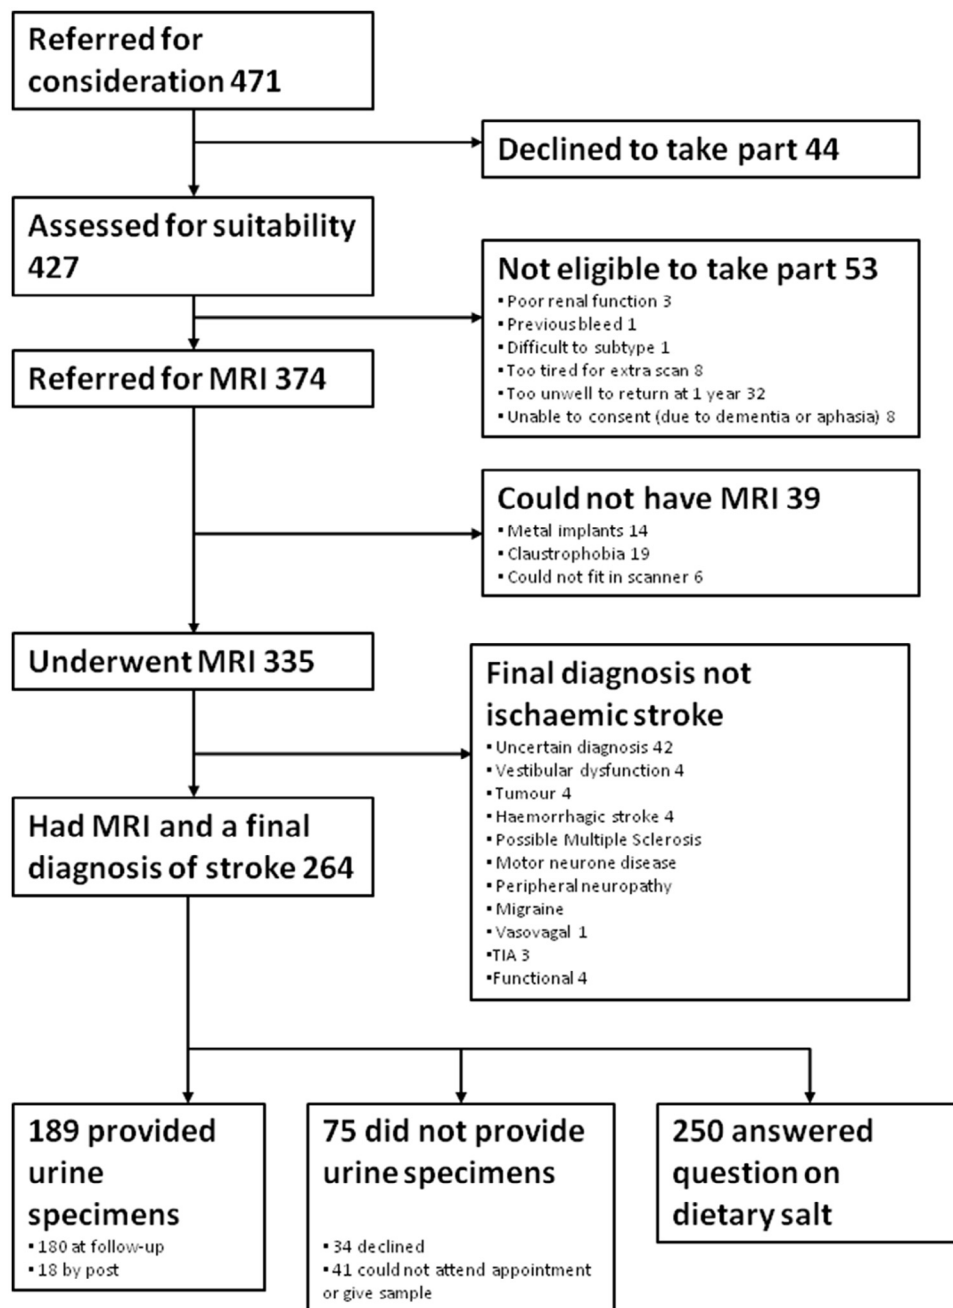 Referred for
consideration 471
Declined to take part 44
Assessed for suitability
427
Not eligible to take part 53
▪ Poor renal function 3
▪ Previous bleed 1
▪ Difficult to subtype 1
▪ Too tired for extra scan 8
▪ Too unwell to return at 1 year 32
▪ Unable to consent (due to dementia or aphasia) 8
Referred for MRI 374
Could not have MRI 39
▪ Metal implants 14
▪ Claustrophobia 19
▪ Could not fit in scanner 6
Underwent MRI 335
Final diagnosis not
ischaemic stroke
▪ Uncertain diagnosis 42
▪ Vestibular dysfunction 4
▪ Tumour 4
▪ Haemorrhagic stroke 4
▪ Possible Multiple Sclerosis
▪ Motor neurone disease
▪ Peripheral neuropathy
▪ Migraine
▪ Vasovagal 1
▪TIA 3
▪Functional 4
Had MRI and a final
diagnosis of stroke 264
189 provided
urine
specimens
▪ 180 at follow-up
▪ 18 by post
75 did not provide
urine specimens
▪ 34 declined
▪ 41 could not attend appointment
or give sample
250 answered
question on
dietary salt